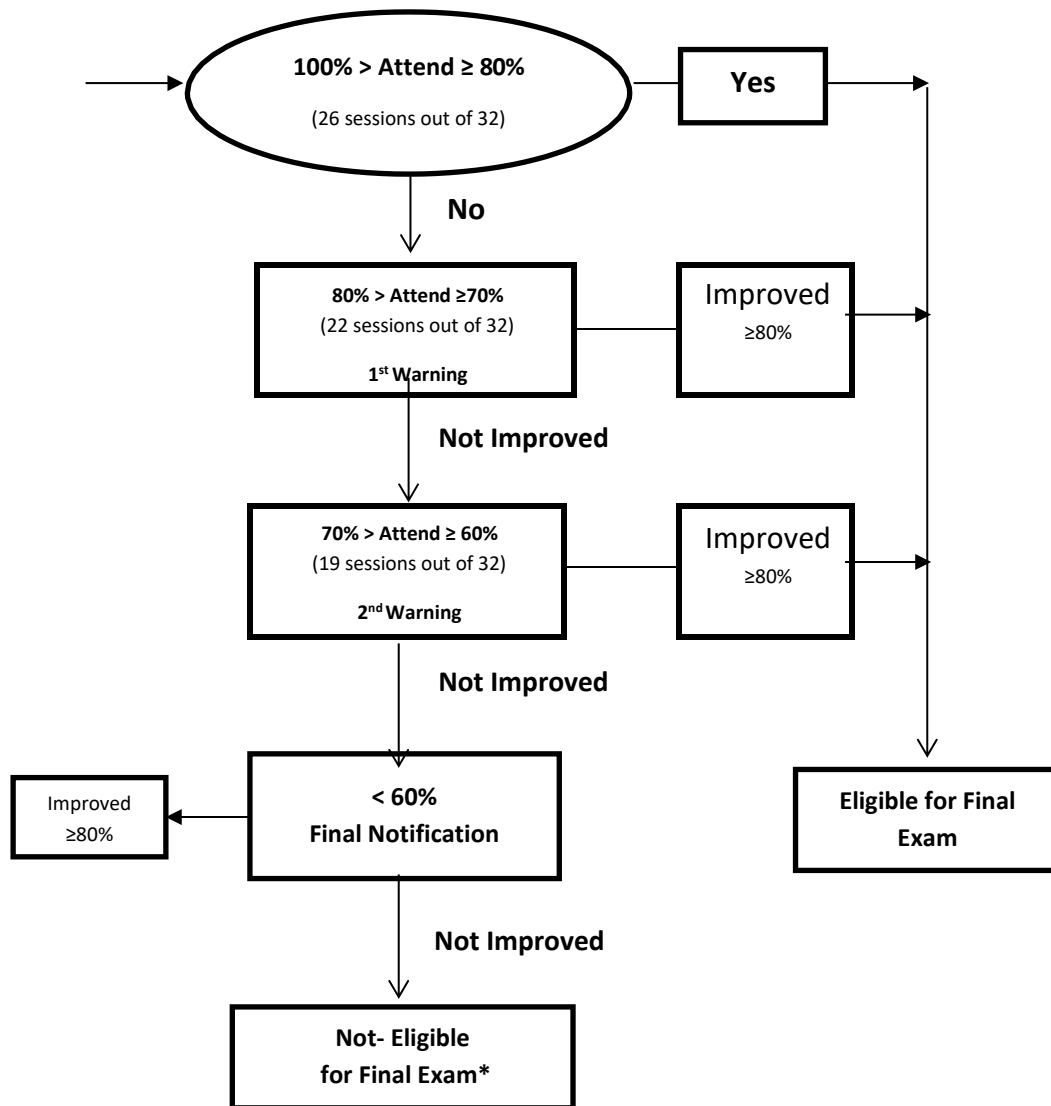 100% > Attend ≥ 80%
(26 sessions out of 32)
Yes
No
80% > Attend ≥70%
(22 sessions out of 32)
1st Warning
Improved
≥80%
Not Improved
70% > Attend ≥ 60%
(19 sessions out of 32)
2nd Warning
Improved
≥80%
Not Improved
Improved
≥80%
< 60%
Final Notification
Eligible for Final
Exam
Not Improved
Not- Eligible
for Final Exam*